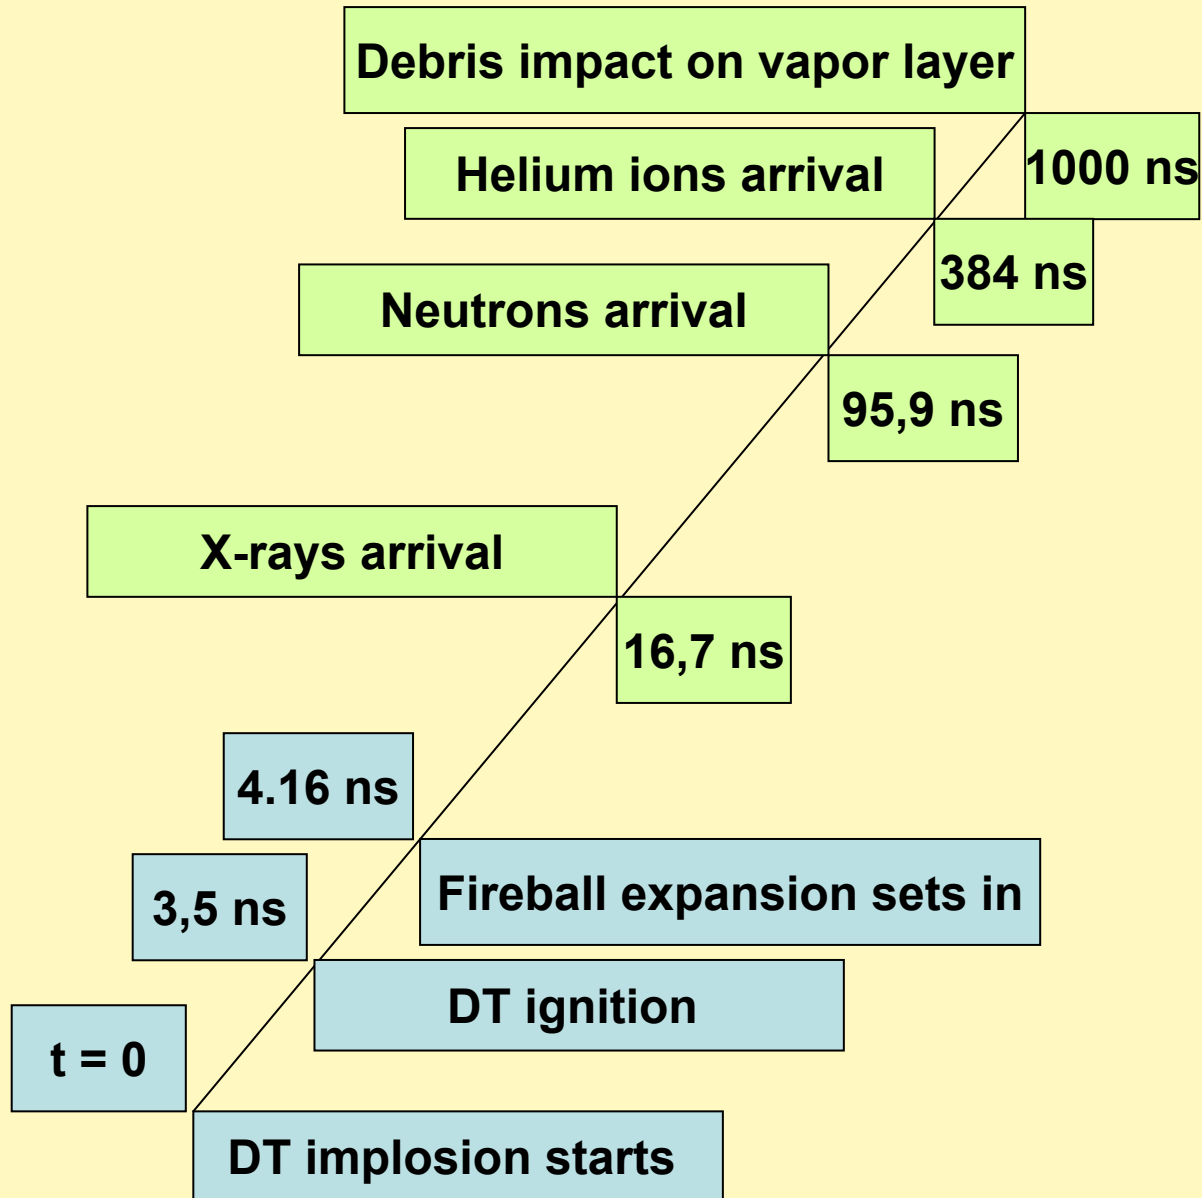 Debris impact on vapor layer
1000 ns
Helium ions arrival
384 ns
Neutrons arrival
95,9 ns
X-rays arrival
16,7 ns
4.16 ns
Fireball expansion sets in
3,5 ns
DT ignition
t = 0
DT implosion starts